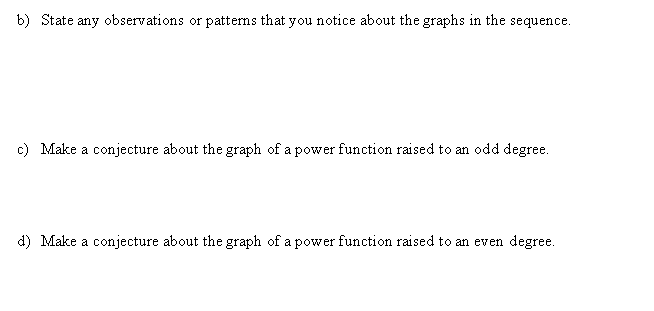 b) State any observations or patterns that you notice about the graphs in the sequence.
c) Make a conjecture about the graph of a power function raised to an odd degree.
d) Make a conjecture about the graph of a power function raised to an even degree.